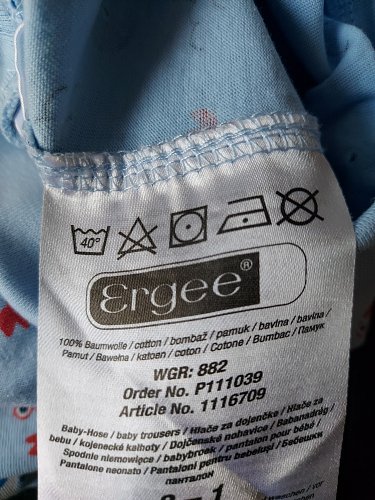 40°
Ergee®
100% Baumwolle / cotton / bombaž / pamuk / bavlna / bavlna /
Pamut / Bawełna / katoen / coton / Cotone / Bumbac / Памук
WGR: 882
Order No. P111039
Article No. 1116709
Baby-Hose / baby trousers / Hlače za dojenčke / Hlače za
bebu / kojenecké kalhoty / Dojčenské nohavice / Babanadrág /
Spodnie niemowlęce / babybroek / pantalon pour bébé /
Pantalone neonato / Pantaloni pentru bebeluși / Бебешки
панталон